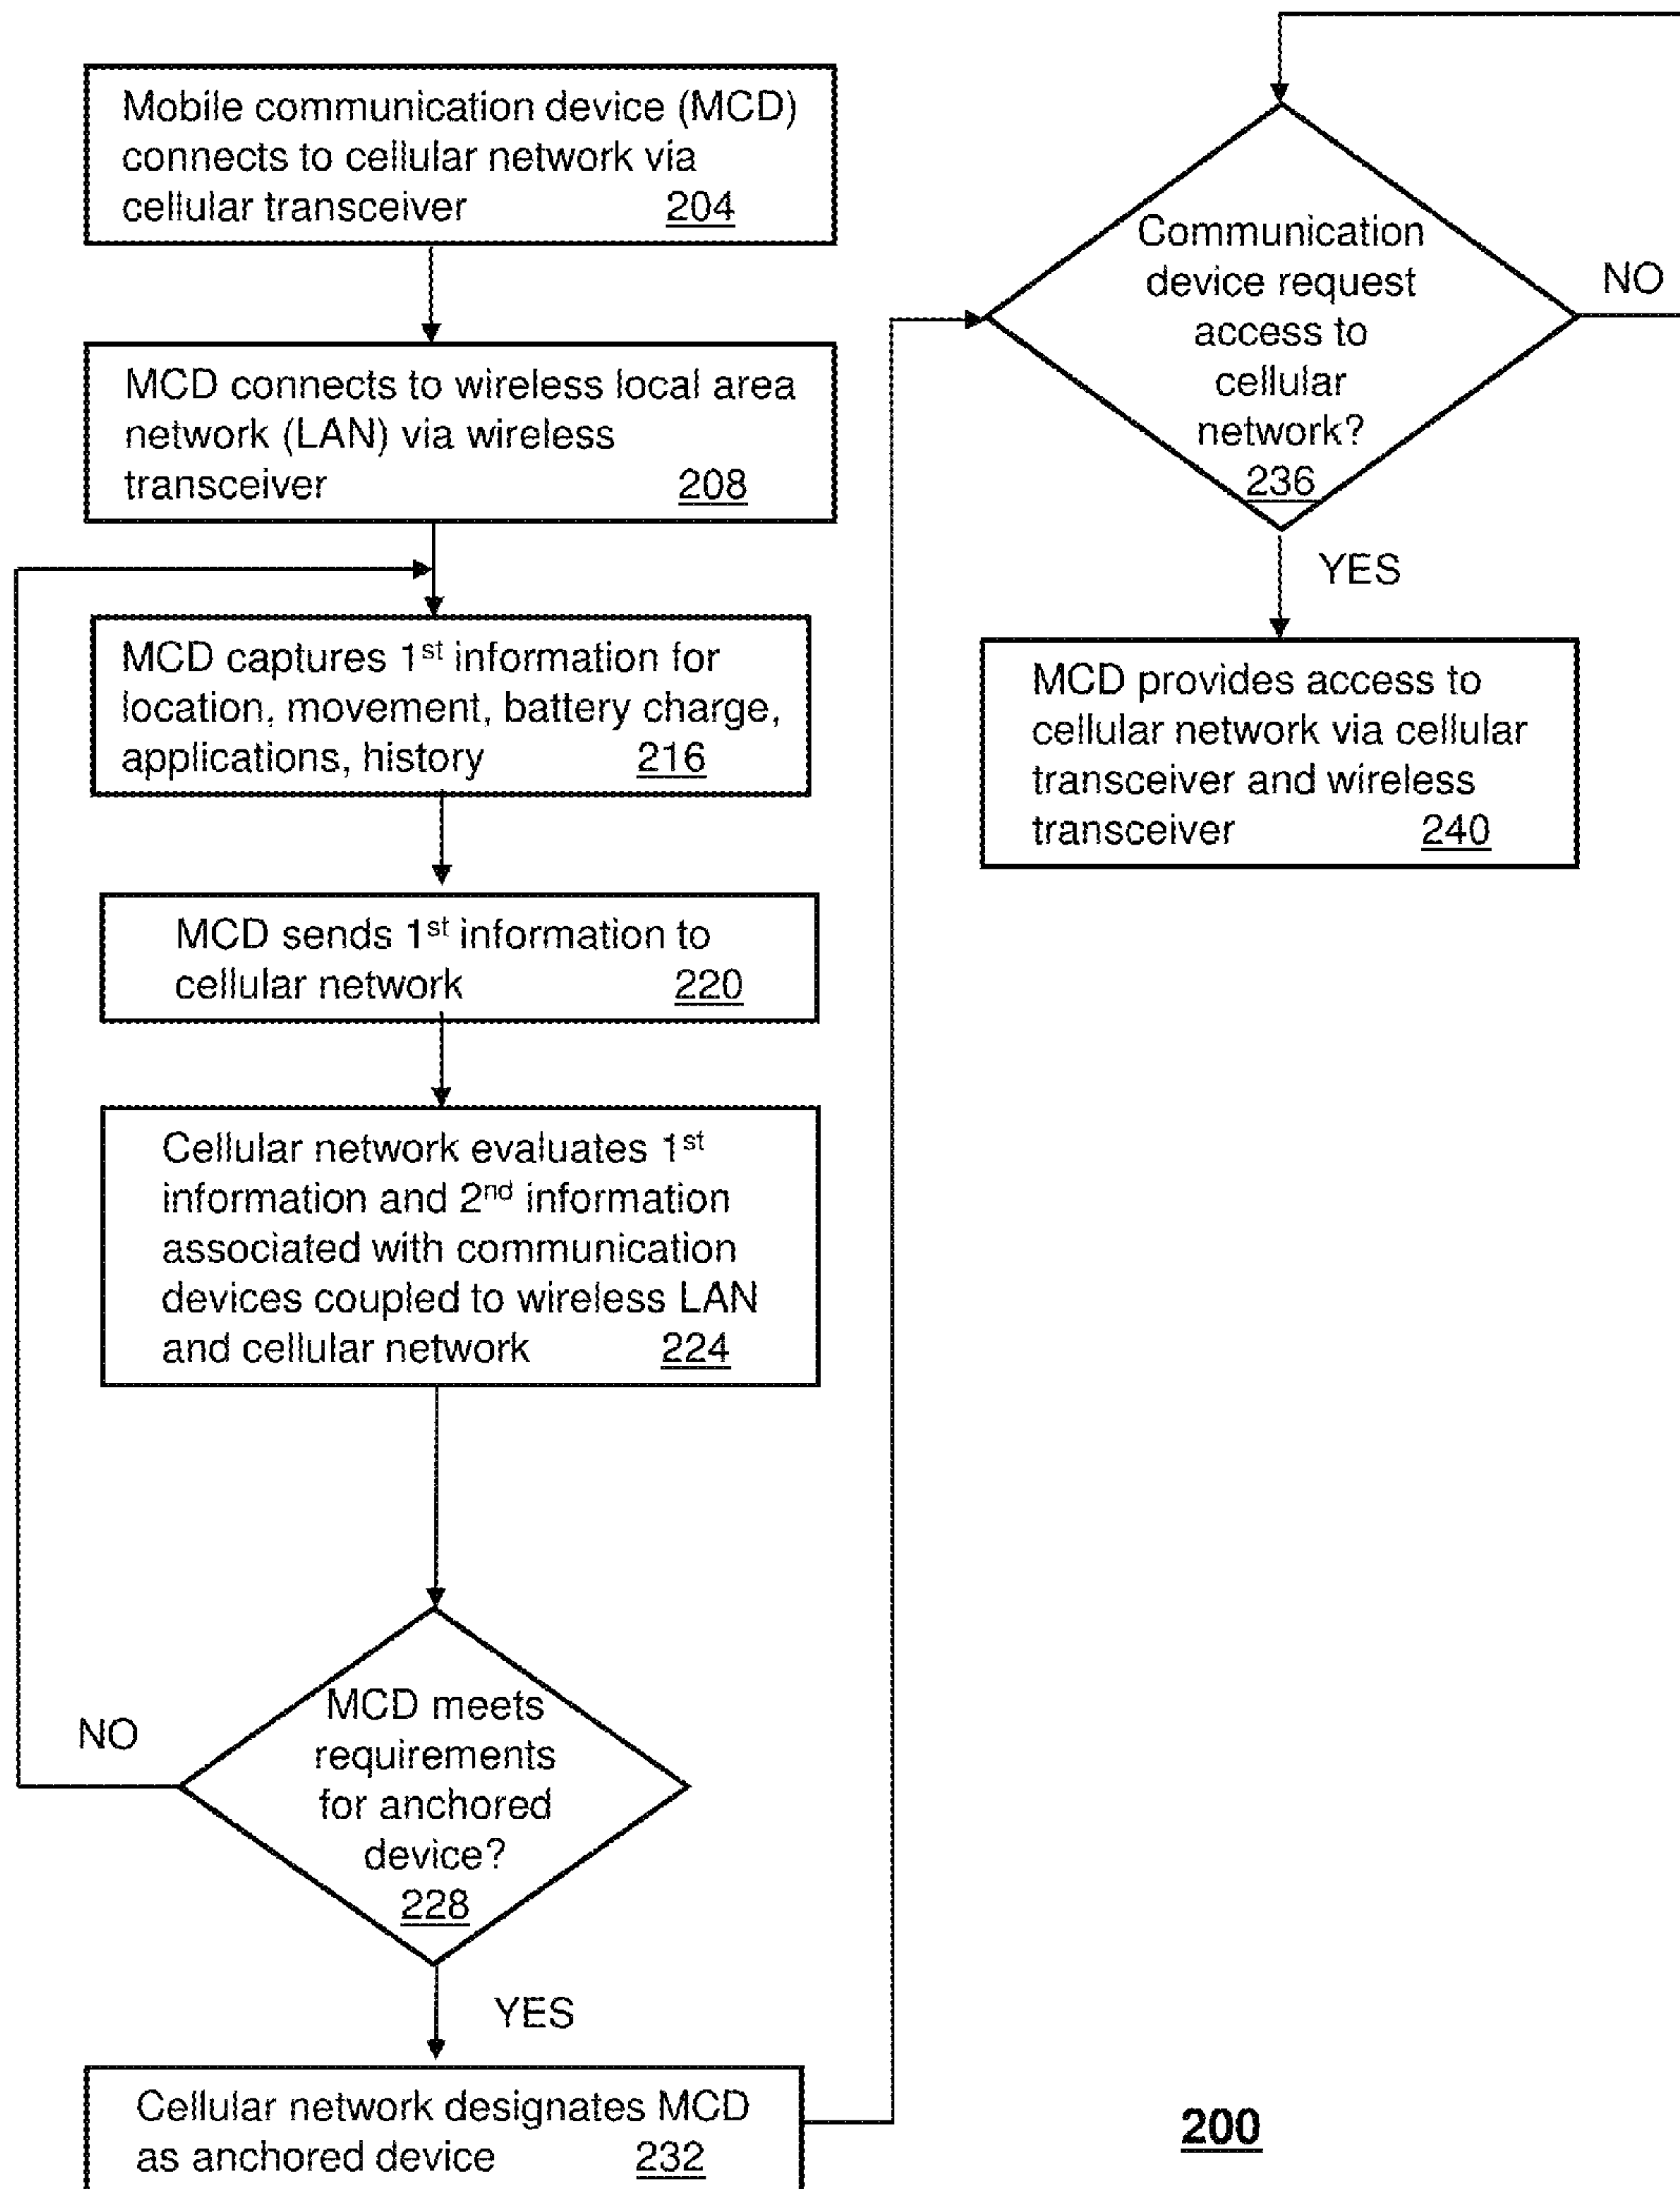 Mobile communication device (MCD)
connects to cellular network via
cellular transceiver 204
MCD connects to wireless local area
network (LAN) via wireless
transceiver 208
MCD captures 1st information for
location, movement, battery charge,
applications, history 216
MCD sends 1st information to
cellular network 220
Cellular network evaluates 1st
information and 2nd information
associated with communication
devices coupled to wireless LAN
and cellular network 224
MCD meets
requirements
for anchored
device?
228
NO
YES
Cellular network designates MCD
as anchored device 232
Communication
device request
access to
cellular
network?
236
NO
YES
MCD provides access to
cellular network via cellular
transceiver and wireless
transceiver 240
200